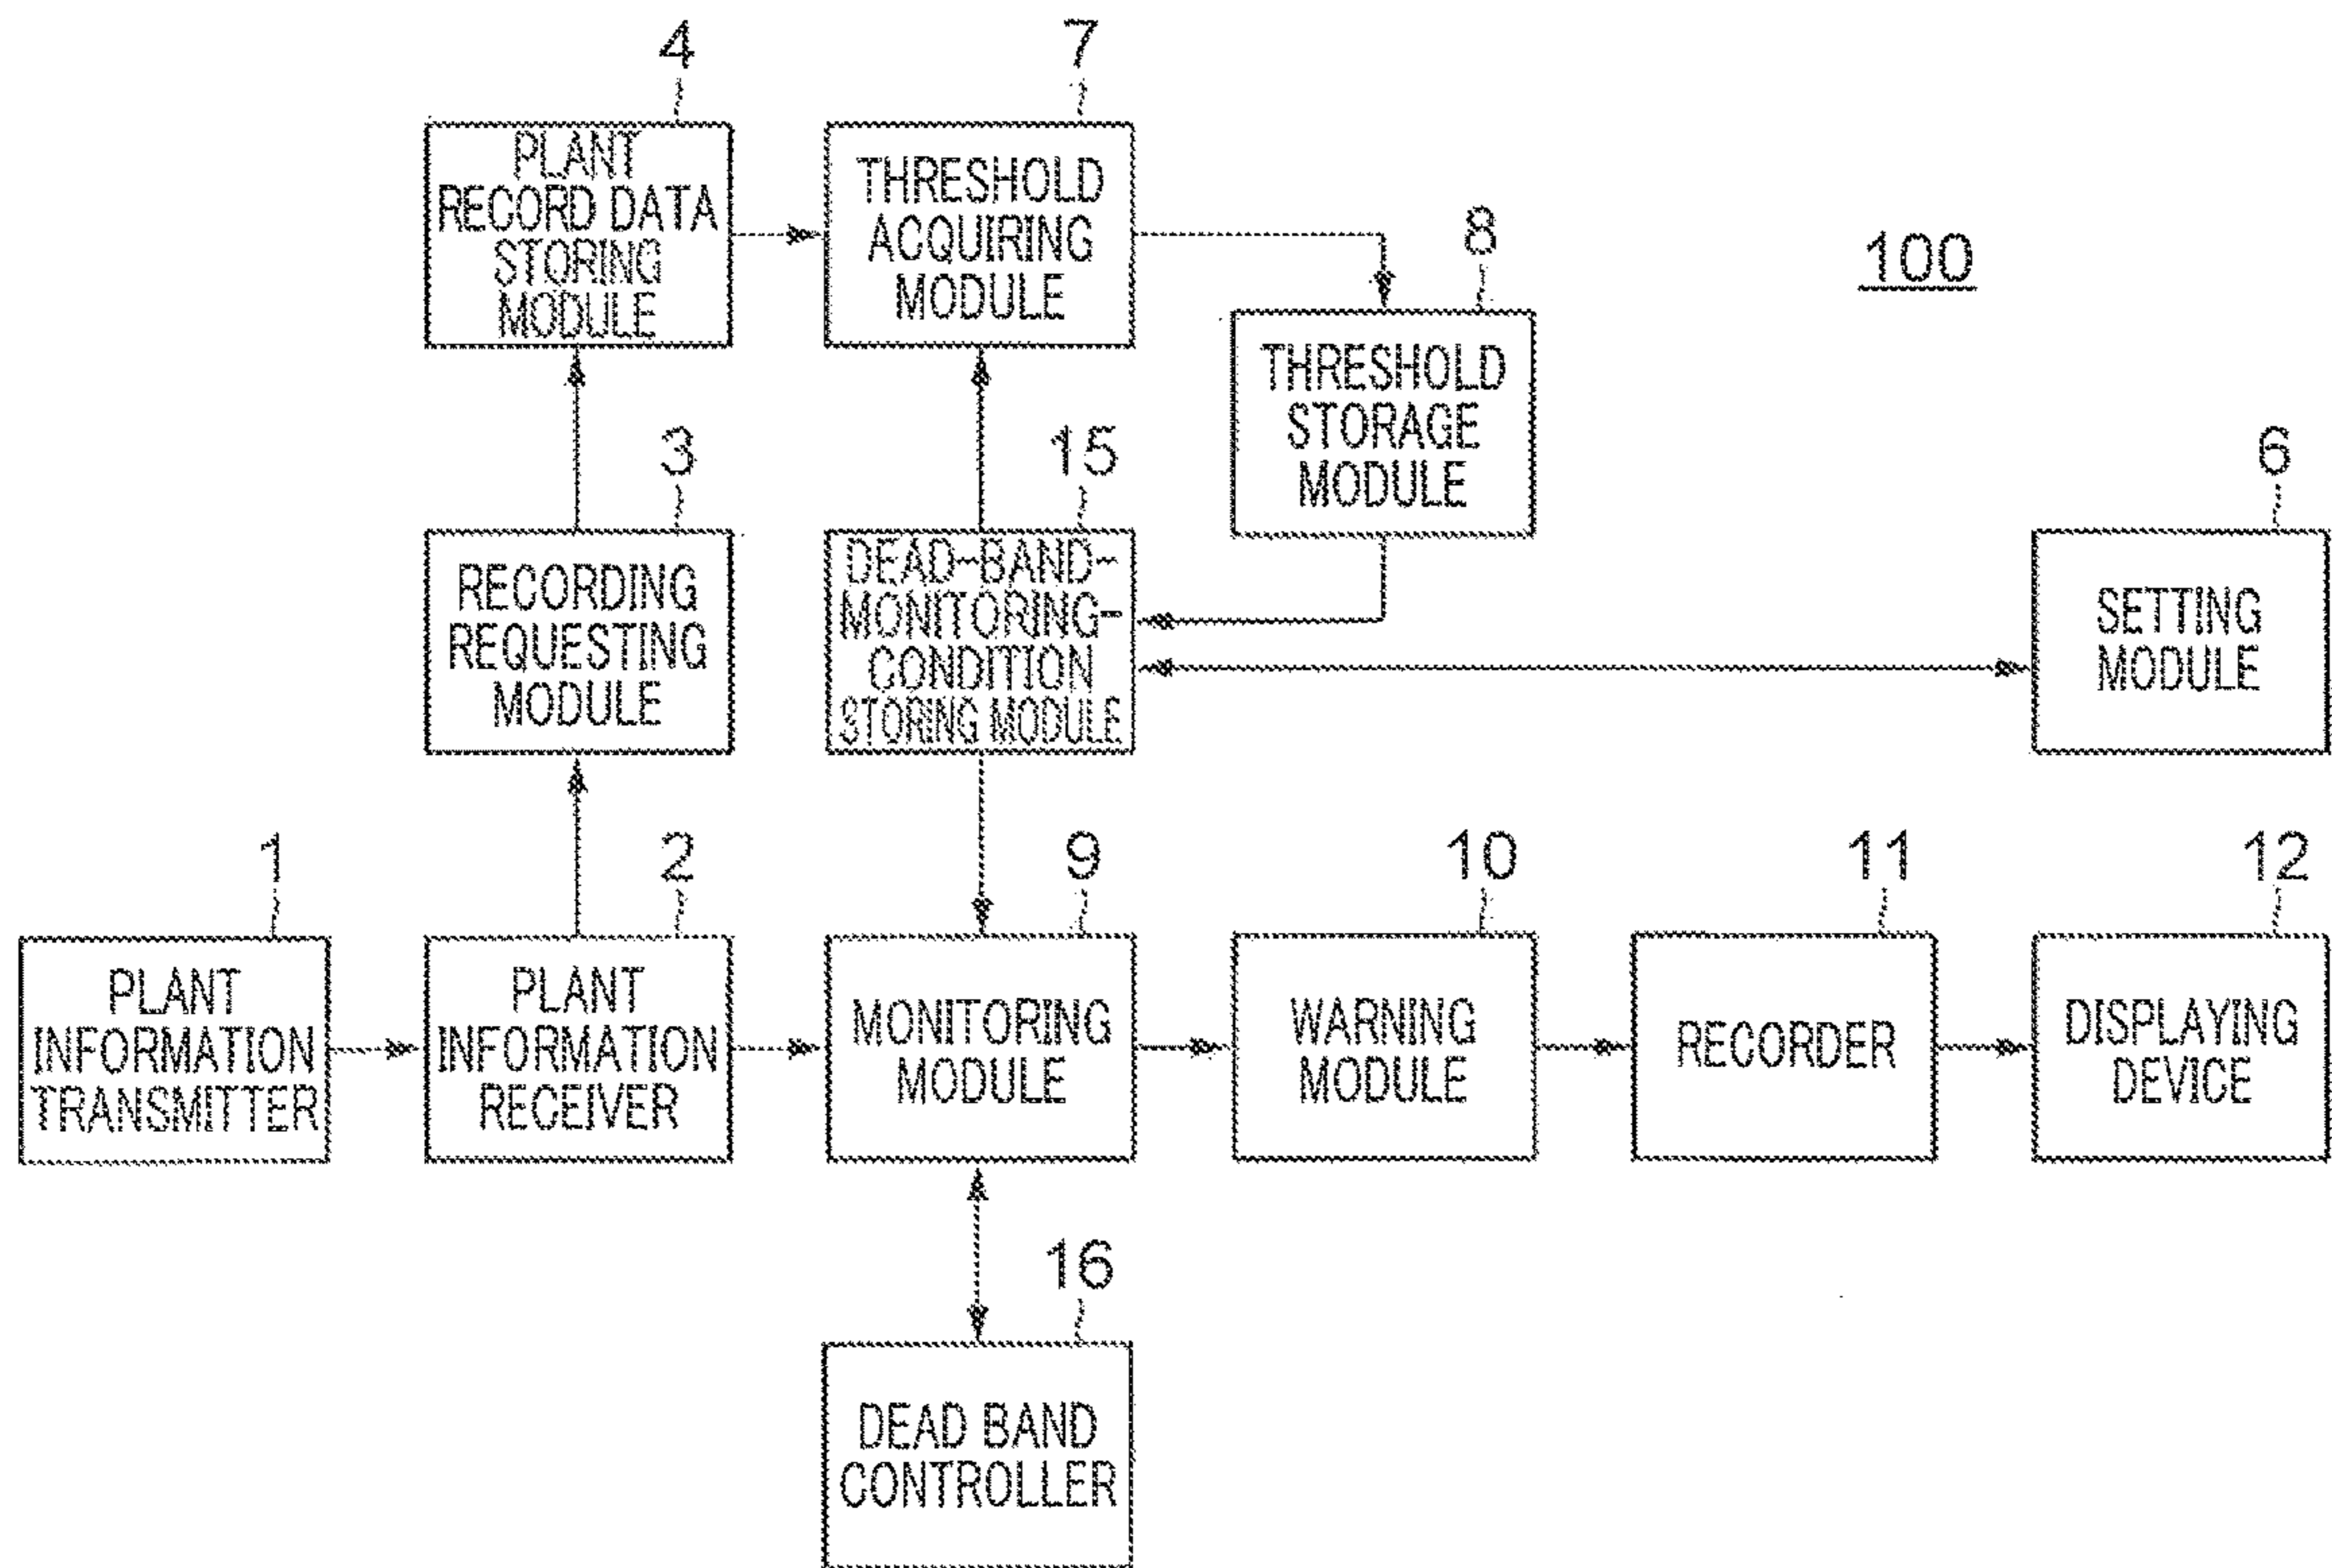 4
7
PLANT
RECORD DATA
STORING
MODULE
THRESHOLD
ACQUIRING
MODULE
8
100
THRESHOLD
STORAGE
MODULE
3
15
6
RECORDING
REQUESTING
MODULE
DEAD-BAND-
MONITORING-
CONDITION
STORING MODULE
SETTING
MODULE
1
2
9
10
11
12
PLANT
INFORMATION
TRANSMITTER
PLANT
INFORMATION
RECEIVER
MONITORING
MODULE
WARNING
MODULE
RECORDER
DISPLAYING
DEVICE
16
DEAD BAND
CONTROLLER